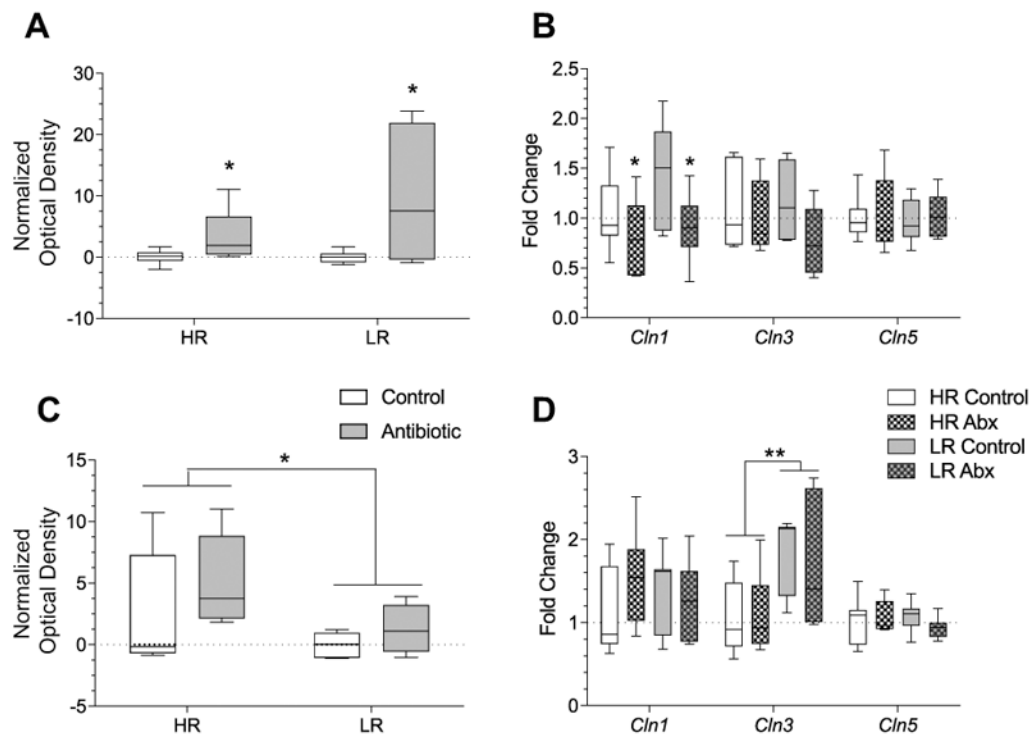 A
Normalized
Optical Density
30
20
10
0
-10
*
*
HR
LR
B
Fold Change
2.5
2.0
1.5
1.0
0.5
0.0
*
*
Cln1
Cln3
Cln5
C
Control
Antibiotic
Normalized
Optical Density
15
10
5
0
-5
*
HR
LR
D
HR Control
HR Abx
LR Control
LR Abx
Fold Change
3
2
1
0
**
Cln1
Cln3
Cln5